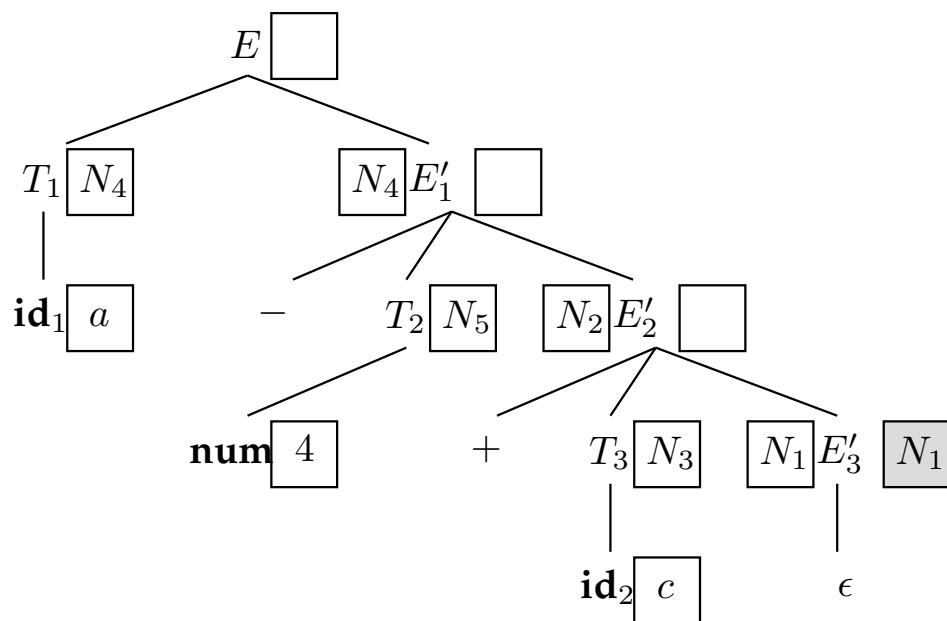 E
T₁ N₄ N₄ E′₁
id₁ a − T₂ N₅ N₂ E′₂
num 4 + T₃ N₃ N₁ E′₃ N₁
id₂ c ϵ